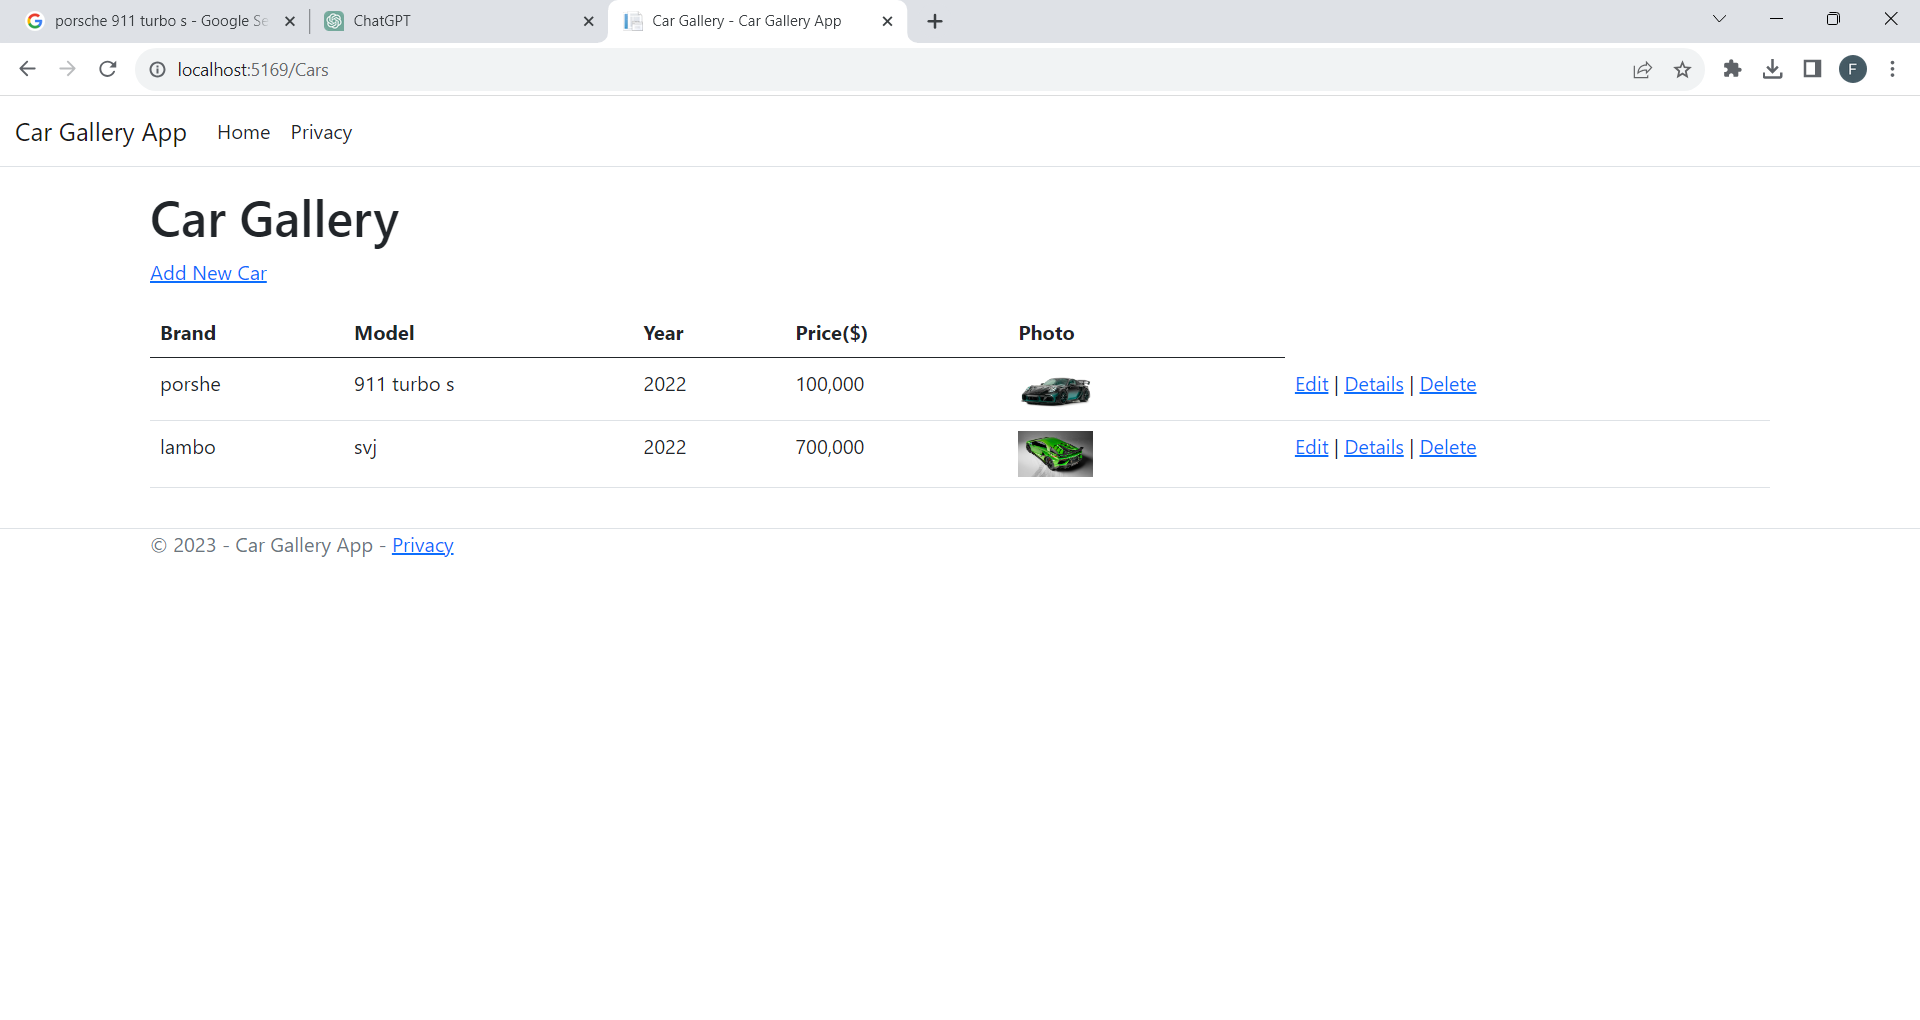 porsche 911 turbo s - Google Se
ChatGPT
Car Gallery - Car Gallery App
localhost:5169/Cars
F
Car Gallery App Home Privacy
Car Gallery
Add New Car
Brand Model Year Price($) Photo
porshe 911 turbo s 2022 100,000 Edit | Details | Delete
lambo svj 2022 700,000 Edit | Details | Delete
© 2023 - Car Gallery App - Privacy